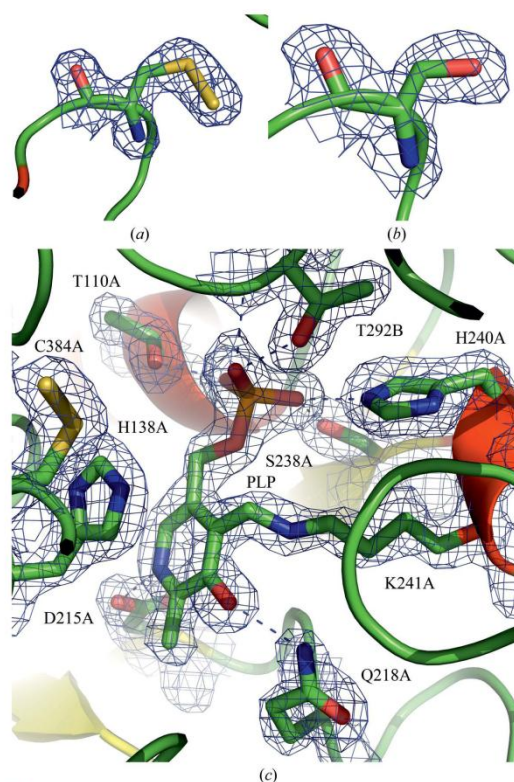 (a)
(b)
T110A
T292B
H240A
C384A
H138A
S238A
PLP
K241A
D215A
Q218A
(c)